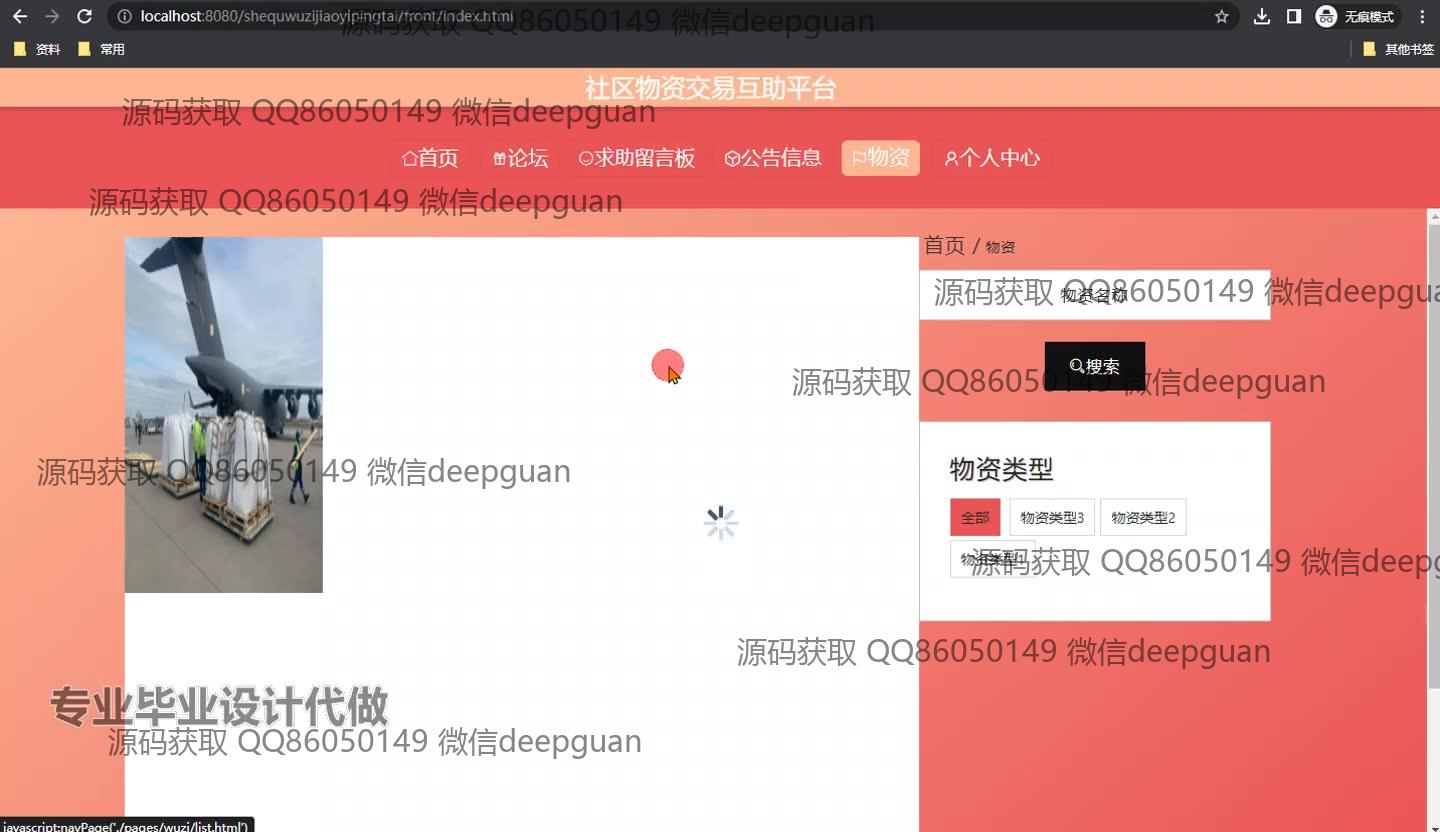 localhost:8080/shequwuzijiaoyipingtai/front/index.html
无痕模式
资料 常用 其他书签
源码获取 QQ86050149 微信deepguan
社区物资交易互助平台
源码获取 QQ86050149 微信deepguan
首页 论坛 求助留言板 公告信息 物资 个人中心
源码获取 QQ86050149 微信deepguan
首页 / 物资
物资名称
源码获取 QQ86050149 微信deepgua
搜索
源码获取 QQ86050149 微信deepguan
物资类型
源码获取 QQ86050149 微信deepguan
全部 物资类型3 物资类型2
物资类型1
源码获取 QQ86050149 微信deepg
源码获取 QQ86050149 微信deepguan
专业毕业设计代做
源码获取 QQ86050149 微信deepguan
javascript:navPage('./pages/wuzi/list.html')